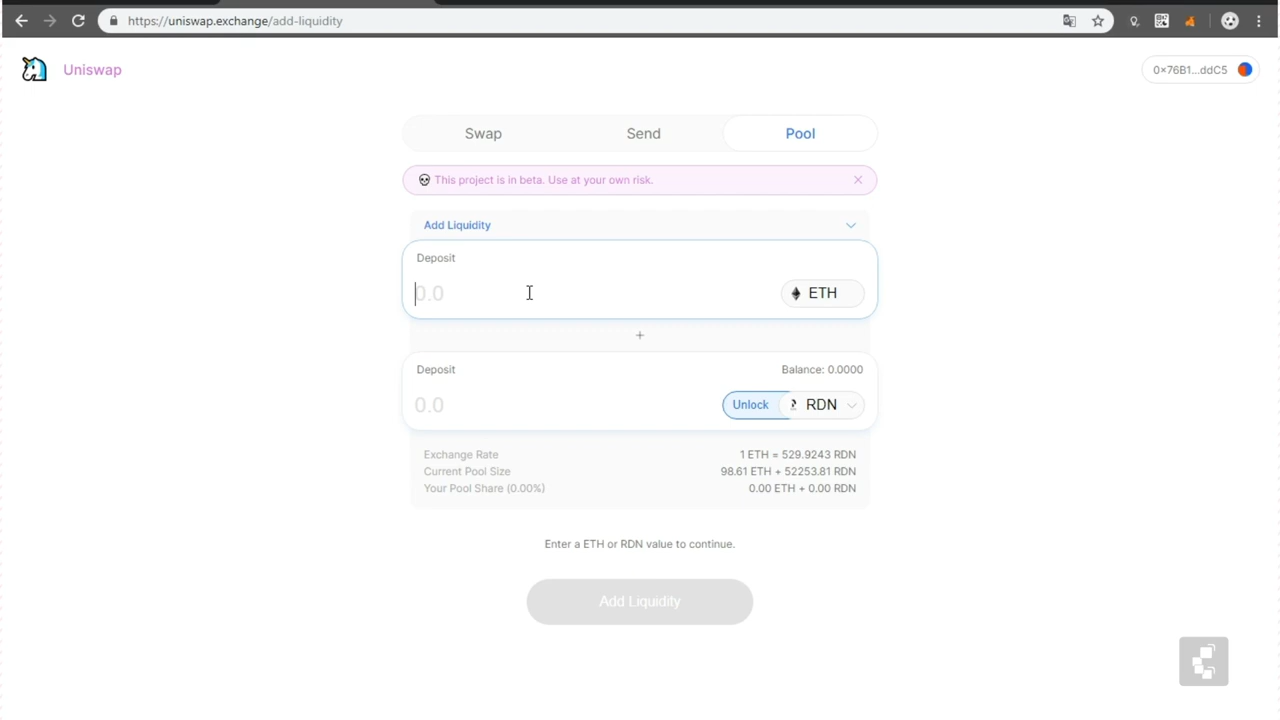 https://uniswap.exchange/add-liquidity
Uniswap
0×76B1...ddC5
Swap Send Pool
This project is in beta. Use at your own risk.
Add Liquidity
Deposit
0.0 ETH
+
Deposit Balance: 0.0000
0.0 Unlock RDN
Exchange Rate 1 ETH = 529.9243 RDN
Current Pool Size 98.61 ETH + 52253.81 RDN
Your Pool Share (0.00%) 0.00 ETH + 0.00 RDN
Enter a ETH or RDN value to continue.
Add Liquidity